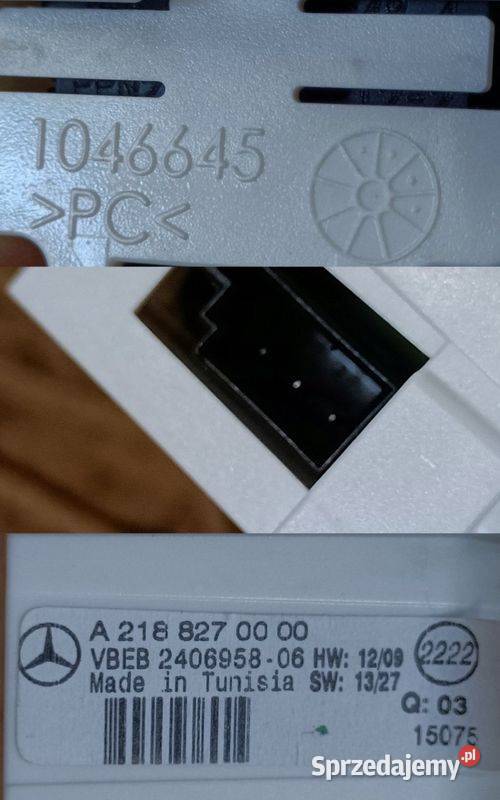 1046645
>PC<
A 218 827 00 00
VBEB 2406958-06 HW: 12/09
Made in Tunisia SW: 13/27
2222
Q: 03
15075
Sprzedajemy.pl